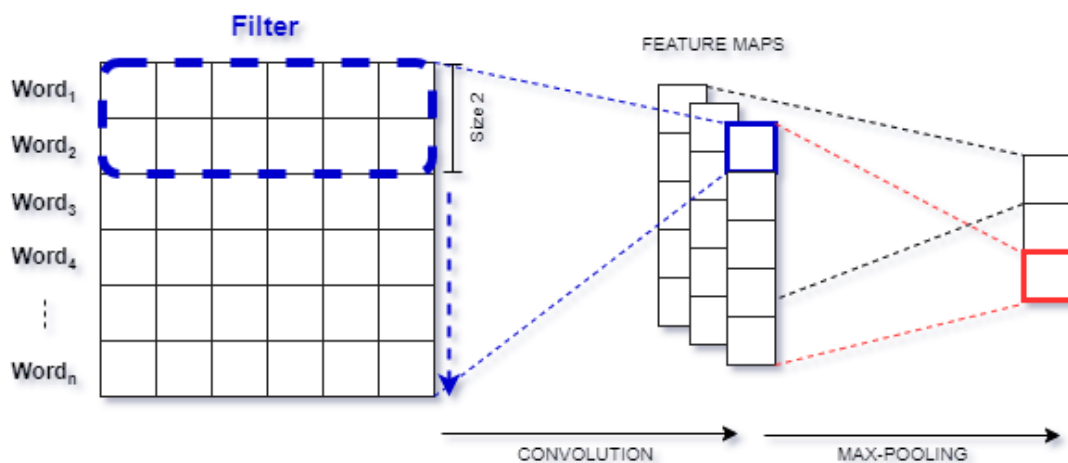 Filter
FEATURE MAPS
Word₁
Size 2
Word₂
Word₃
Word₄
Wordₙ
CONVOLUTION
MAX-POOLING